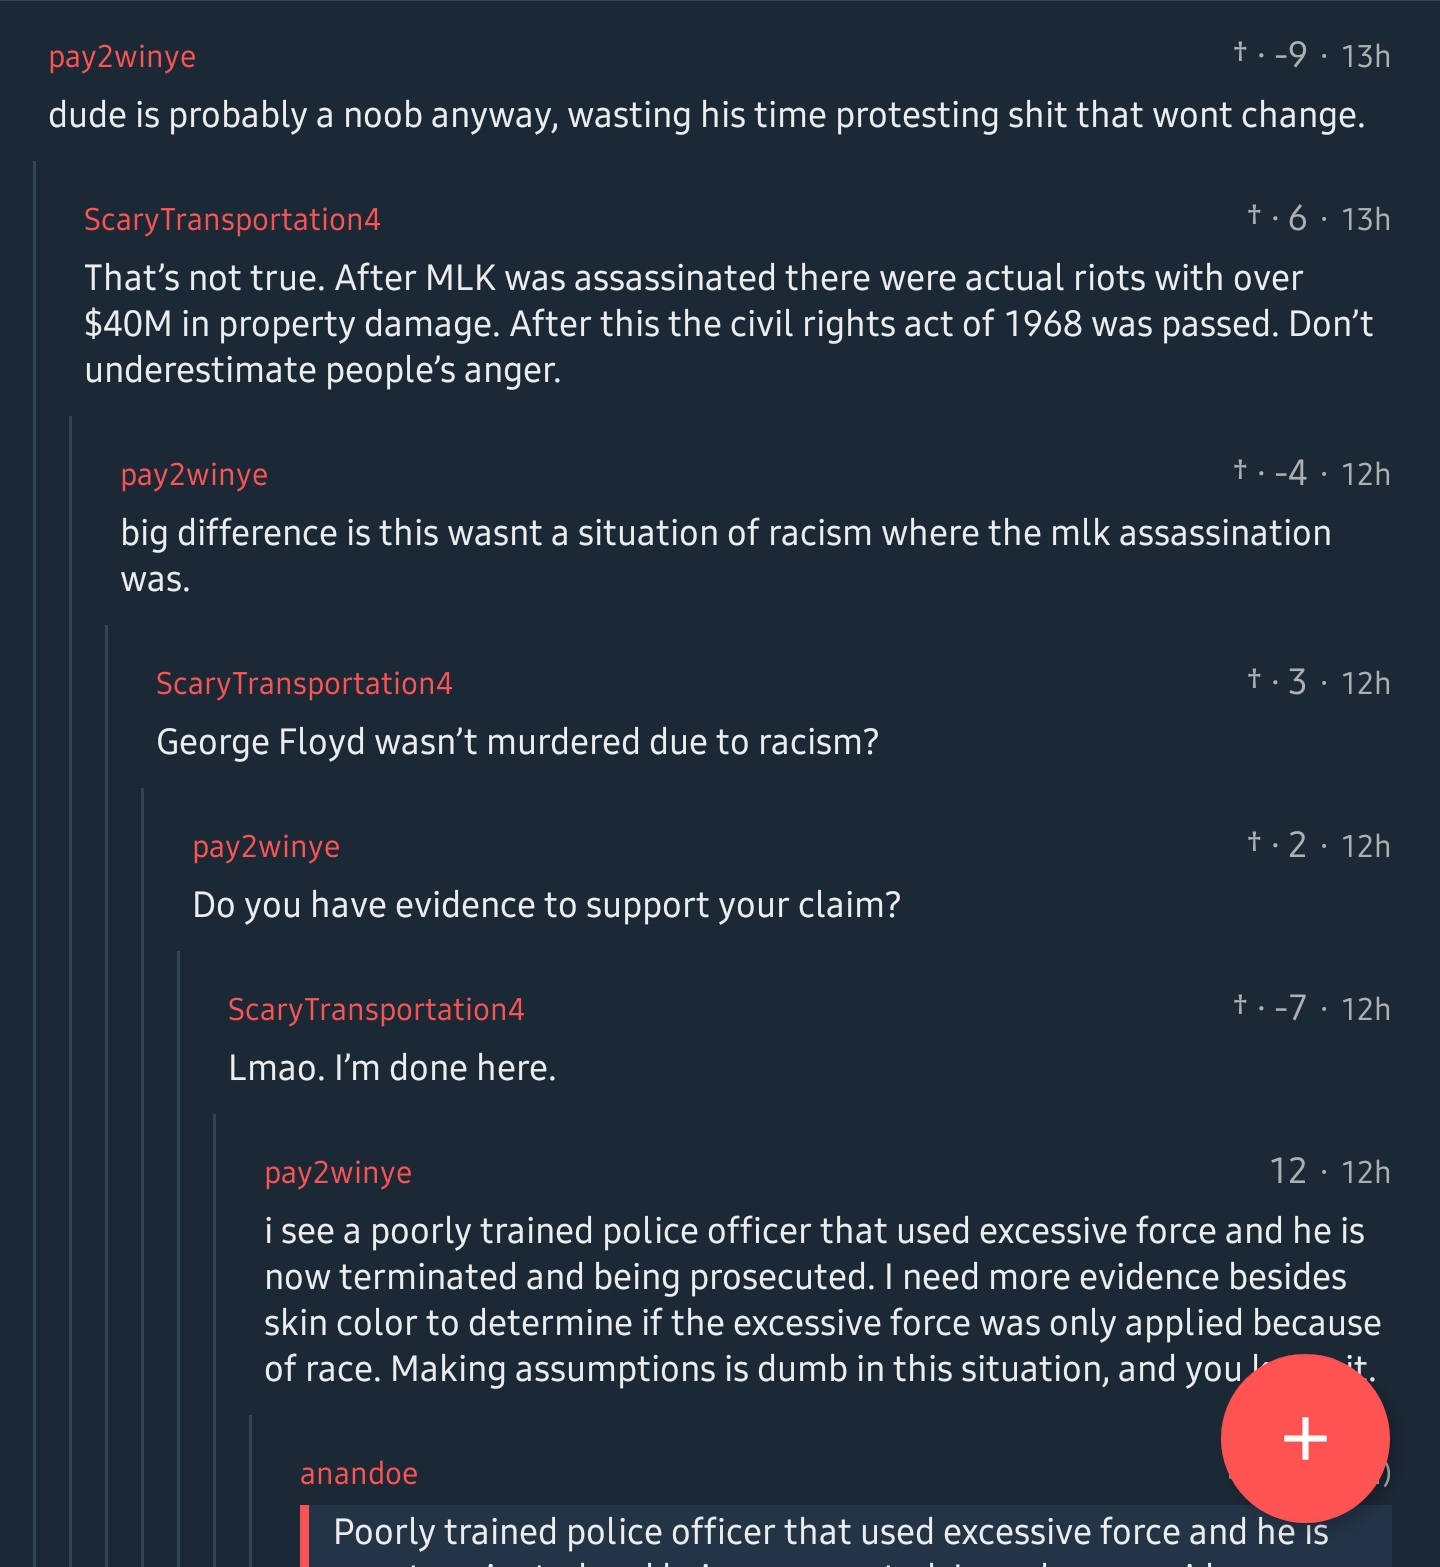 pay2winye † · -9 · 13h
dude is probably a noob anyway, wasting his time protesting shit that wont change.
ScaryTransportation4 † · 6 · 13h
That’s not true. After MLK was assassinated there were actual riots with over
$40M in property damage. After this the civil rights act of 1968 was passed. Don’t
underestimate people’s anger.
pay2winye † · -4 · 12h
big difference is this wasnt a situation of racism where the mlk assassination
was.
ScaryTransportation4 † · 3 · 12h
George Floyd wasn’t murdered due to racism?
pay2winye † · 2 · 12h
Do you have evidence to support your claim?
ScaryTransportation4 † · -7 · 12h
Lmao. I’m done here.
pay2winye 12 · 12h
i see a poorly trained police officer that used excessive force and he is
now terminated and being prosecuted. I need more evidence besides
skin color to determine if the excessive force was only applied because
of race. Making assumptions is dumb in this situation, and you it.
+
anandoe
Poorly trained police officer that used excessive force and he is